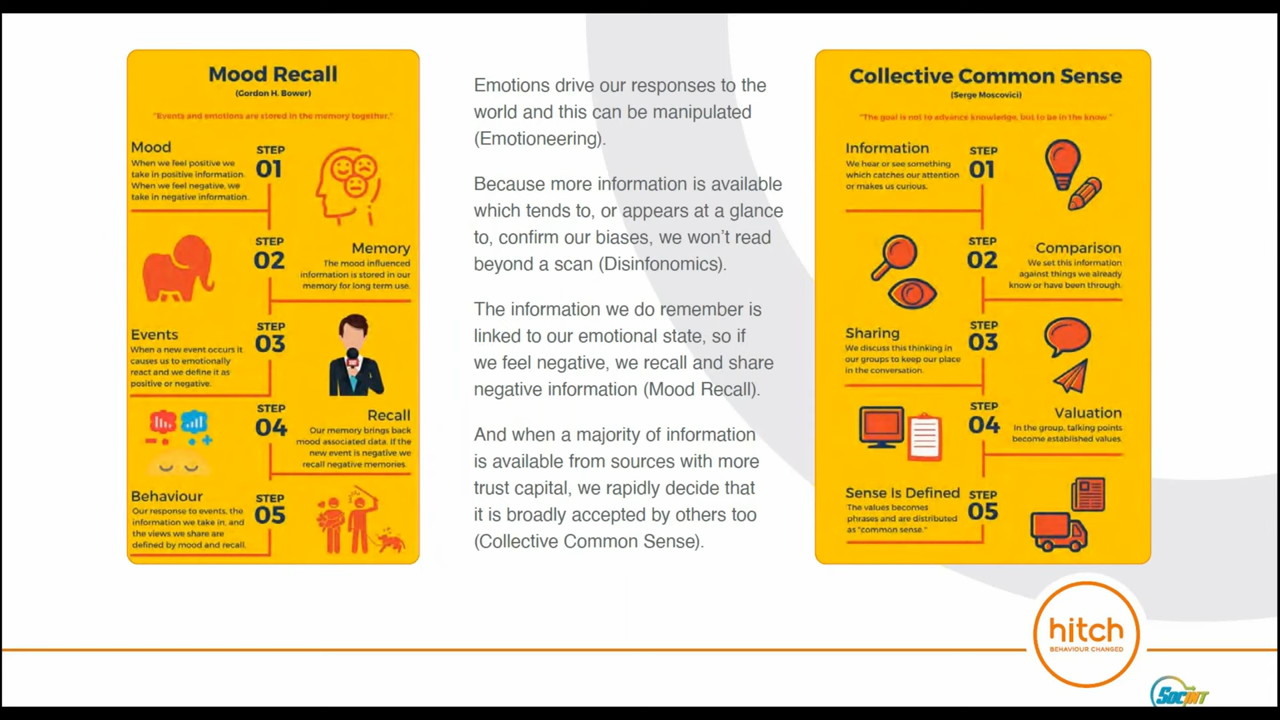 Mood Recall
(Gordon H. Bower)
"Events and emotions are stored in the memory together."
Mood
When we feel positive we
take in positive information.
When we feel negative, we
take in negative information.
STEP
01
STEP
02
Memory
The mood influenced
information is stored in our
memory for long term use.
Events
When a new event occurs it
causes us to emotionally
react and we define it as
positive or negative.
STEP
03
STEP
04
Recall
Our memory brings back
mood associated data. If the
new event is negative we
recall negative memories.
Behaviour
Our response to events, the
information we take in, and
the views we share are
defined by mood and recall.
STEP
05
Emotions drive our responses to the
world and this can be manipulated
(Emotioneering).
Because more information is available
which tends to, or appears at a glance
to, confirm our biases, we won't read
beyond a scan (Disinfonomics).
The information we do remember is
linked to our emotional state, so if
we feel negative, we recall and share
negative information (Mood Recall).
And when a majority of information
is available from sources with more
trust capital, we rapidly decide that
it is broadly accepted by others too
(Collective Common Sense).
Collective Common Sense
(Serge Moscovici)
"The goal is not to advance knowledge, but to be in the know."
Information
We hear or see something
which catches our attention
or makes us curious.
STEP
01
STEP
02
Comparison
We set this information
against things we already
know or have been through.
Sharing
We discuss this thinking in
our groups to keep our place
in the conversation.
STEP
03
STEP
04
Valuation
In the group, talking points
become established values.
Sense Is Defined
The values becomes
phrases and are distributed
as "common sense."
STEP
05
hitch
BEHAVIOUR CHANGED
SOCINT